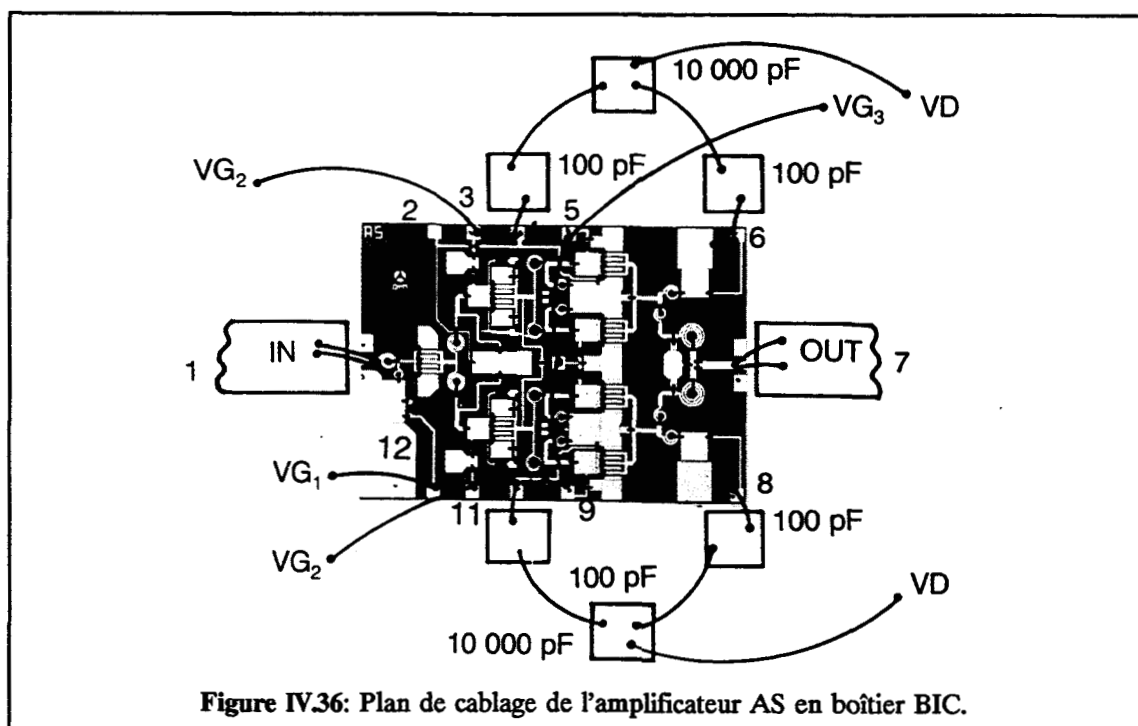 10 000 pF
VG₃
VD
100 pF
100 pF
VG₂
2
3
5
6
AS
1
IN
OUT
7
12
VG₁
11
9
8
100 pF
VG₂
100 pF
VD
10 000 pF
Figure IV.36: Plan de cablage de l'amplificateur AS en boîtier BIC.